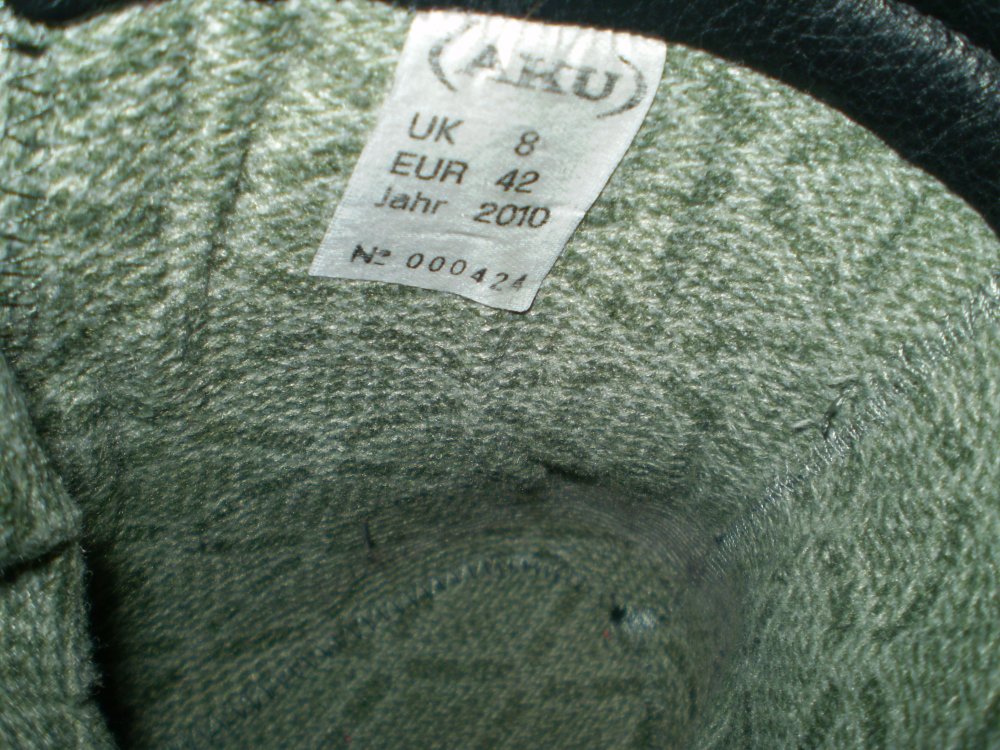 (AKU)
UK 8
EUR 42
Jahr 2010
Nº 000424